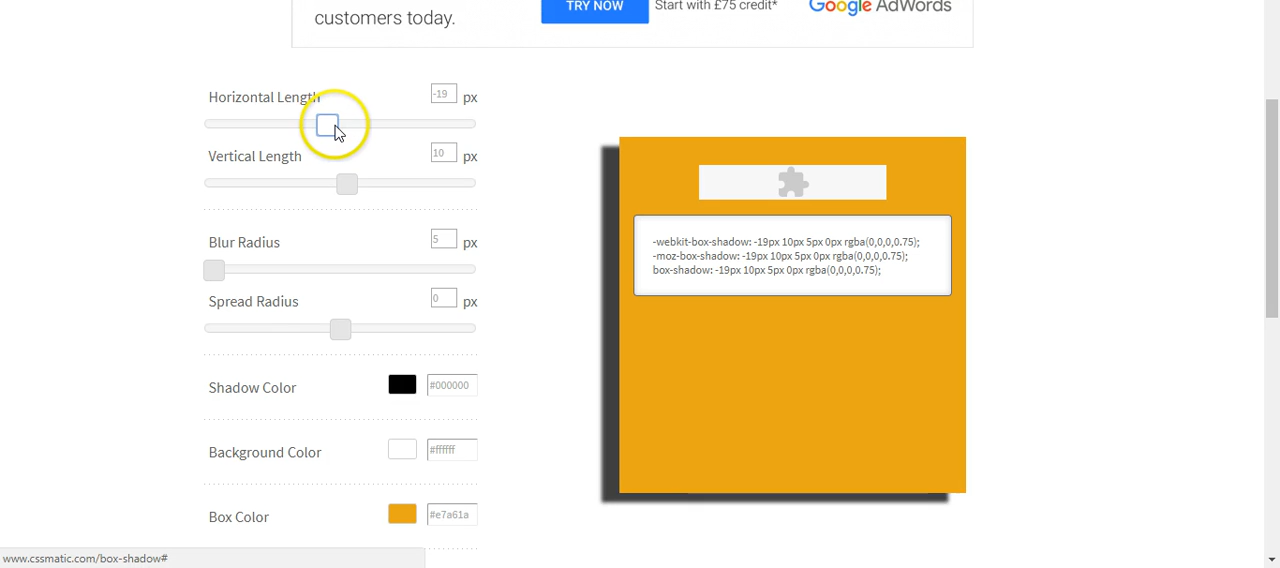 customers today.
TRY NOW
Start with £75 credit*
Google AdWords
Horizontal Length
-19
px
Vertical Length
10
px
Blur Radius
5
px
Spread Radius
0
px
Shadow Color
#000000
Background Color
#ffffff
Box Color
#e7a61a
-webkit-box-shadow: -19px 10px 5px 0px rgba(0,0,0,0.75);
-moz-box-shadow: -19px 10px 5px 0px rgba(0,0,0,0.75);
box-shadow: -19px 10px 5px 0px rgba(0,0,0,0.75);
www.cssmatic.com/box-shadow#